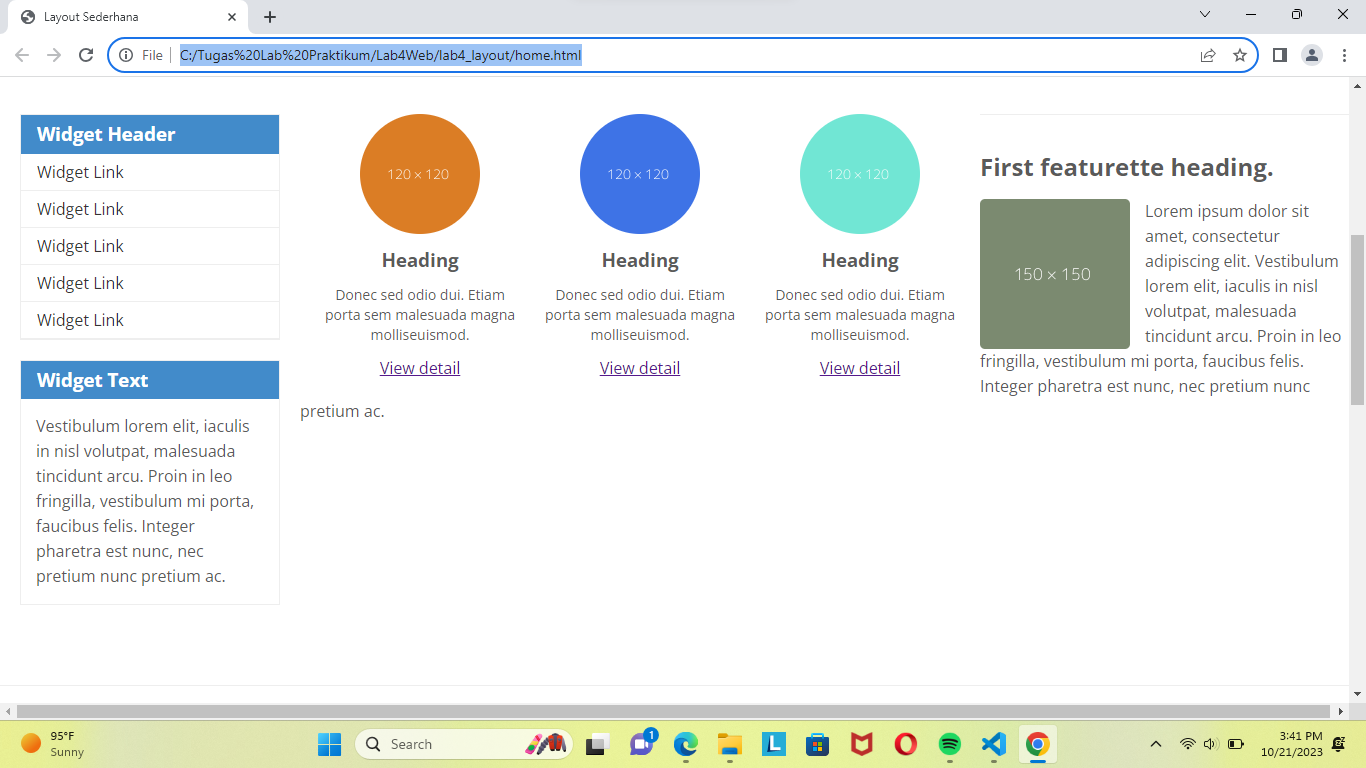 Layout Sederhana
File
C:/Tugas%20Lab%20Praktikum/Lab4Web/lab4_layout/home.html
Widget Header
Widget Link
Widget Link
Widget Link
Widget Link
Widget Link
Widget Text
Vestibulum lorem elit, iaculis
in nisl volutpat, malesuada
tincidunt arcu. Proin in leo
fringilla, vestibulum mi porta,
faucibus felis. Integer
pharetra est nunc, nec
pretium nunc pretium ac.
120 × 120
Heading
Donec sed odio dui. Etiam
porta sem malesuada magna
molliseuismod.
View detail
120 × 120
Heading
Donec sed odio dui. Etiam
porta sem malesuada magna
molliseuismod.
View detail
120 × 120
Heading
Donec sed odio dui. Etiam
porta sem malesuada magna
molliseuismod.
View detail
First featurette heading.
150 × 150
Lorem ipsum dolor sit
amet, consectetur
adipiscing elit. Vestibulum
lorem elit, iaculis in nisl
volutpat, malesuada
tincidunt arcu. Proin in leo
fringilla, vestibulum mi porta, faucibus felis.
Integer pharetra est nunc, nec pretium nunc
pretium ac.
95°F
Sunny
Search
1
L
3:41 PM
10/21/2023